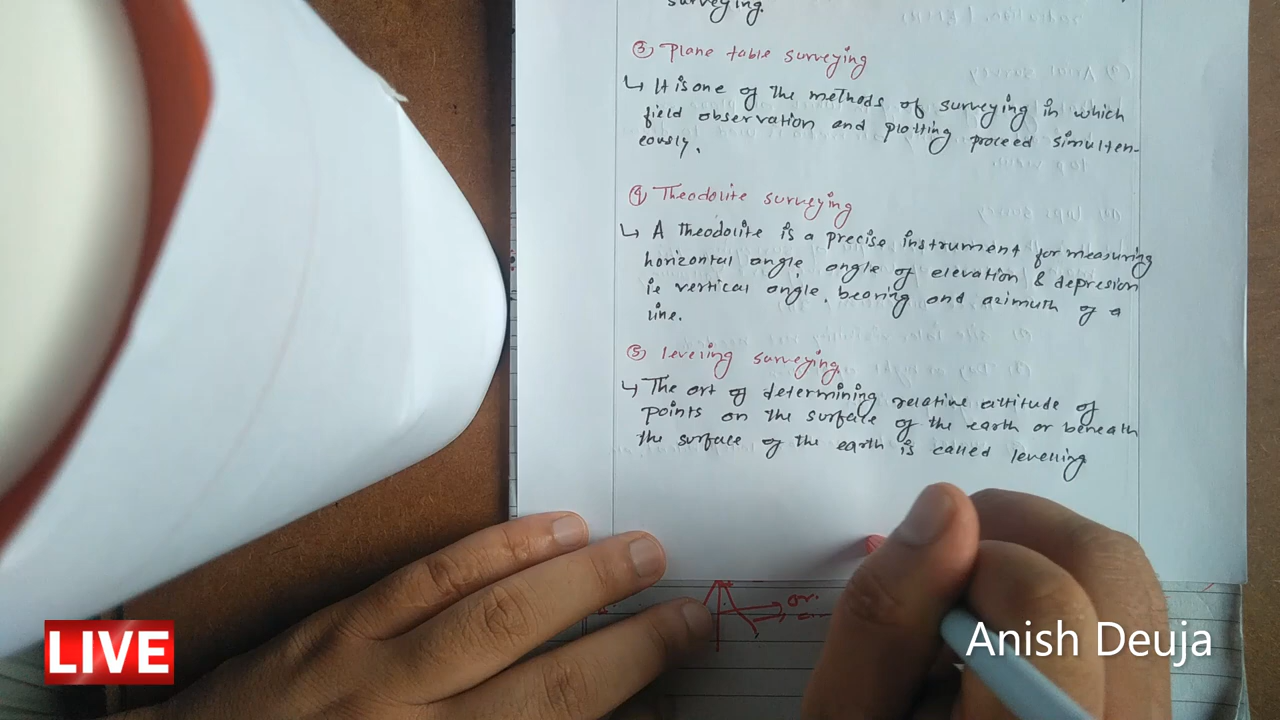 surveying.
③ Plane table surveying
↳ It is one of the methods of surveying in which
field observation and plotting proceed simulten-
eously.
④ Theodolite surveying
↳ A theodolite is a precise instrument for measuring
horizontal angle, angle of elevation & depresion
ie vertical angle, bearing and azimuth of a
line.
⑤ levelling surveying.
↳ The art of determining relative altitude of
points on the surface of the earth or beneath
the surface of the earth is called levelling
LIVE
Anish Deuja